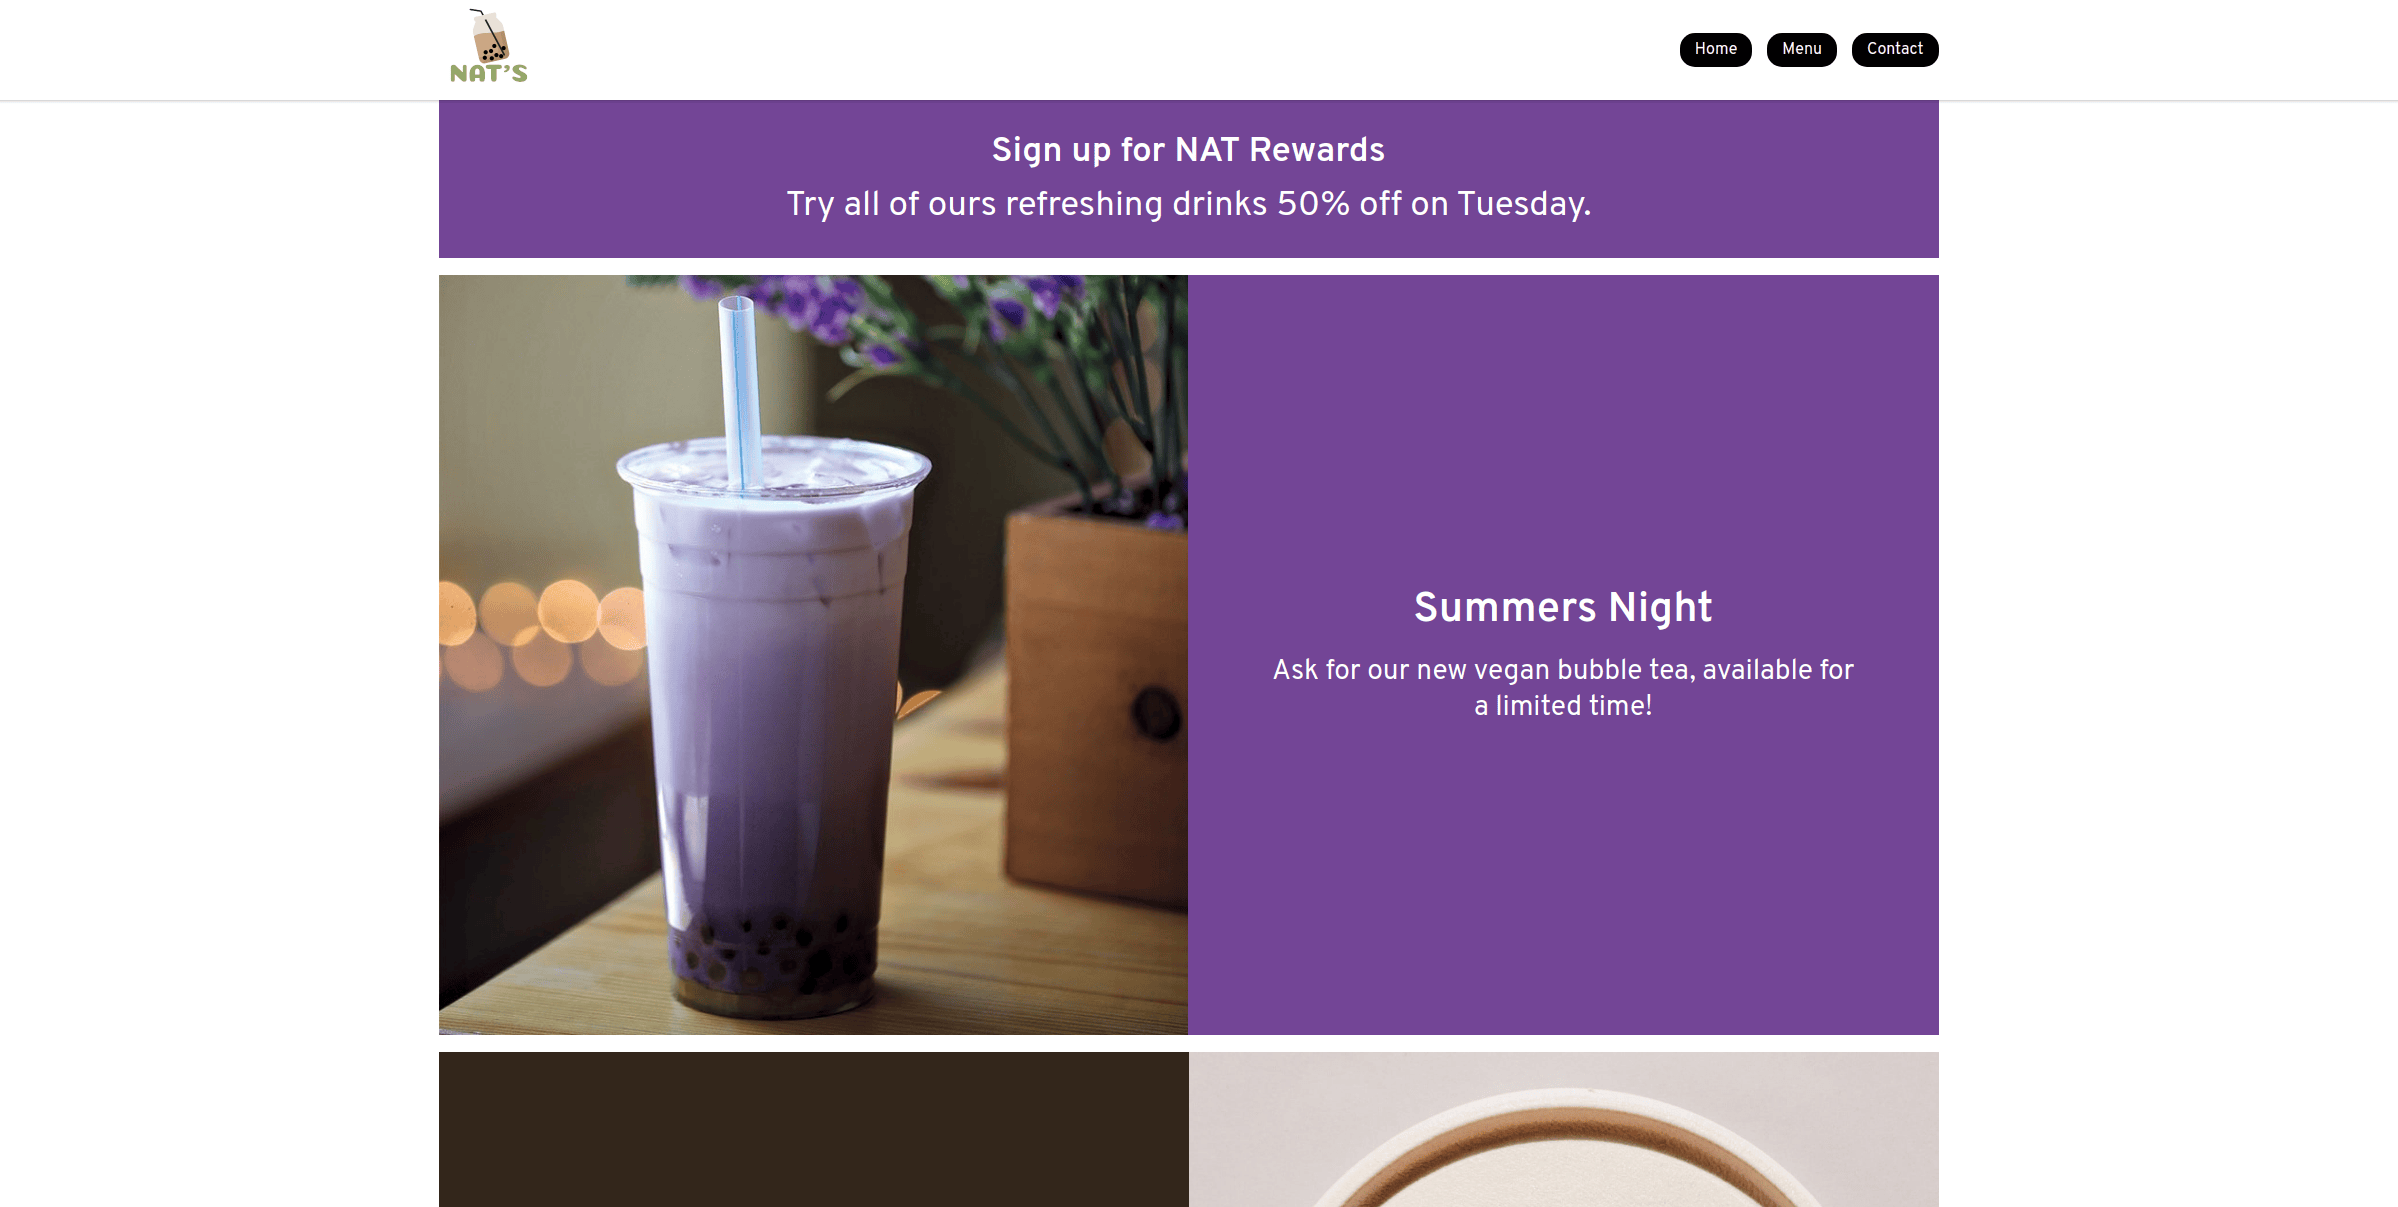 NAT'S
Home
Menu
Contact
Sign up for NAT Rewards
Try all of ours refreshing drinks 50% off on Tuesday.
Summers Night
Ask for our new vegan bubble tea, available for
a limited time!